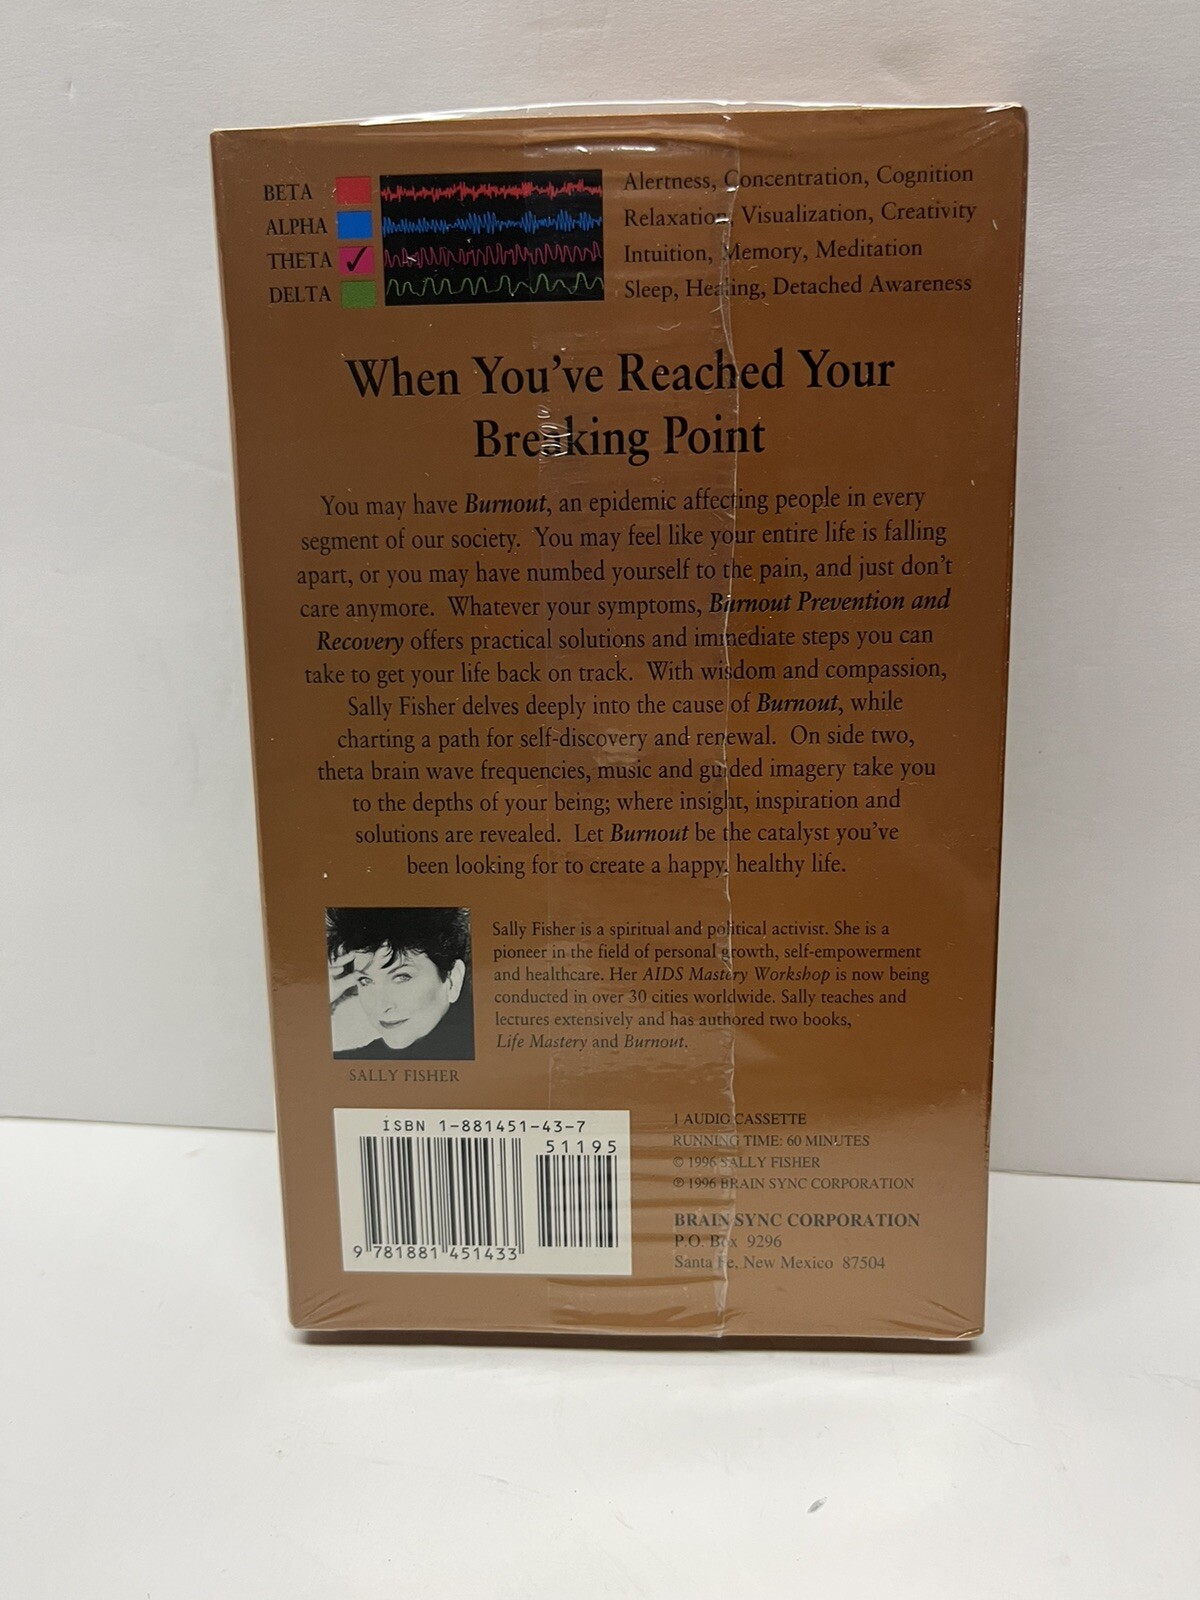 BETA Alertness, Concentration, Cognition
ALPHA Relaxation, Visualization, Creativity
THETA ✓ Intuition, Memory, Meditation
DELTA Sleep, Healing, Detached Awareness
When You've Reached Your
Breaking Point
You may have Burnout, an epidemic affecting people in every
segment of our society. You may feel like your entire life is falling
apart, or you may have numbed yourself to the pain, and just don't
care anymore. Whatever your symptoms, Burnout Prevention and
Recovery offers practical solutions and immediate steps you can
take to get your life back on track. With wisdom and compassion,
Sally Fisher delves deeply into the cause of Burnout, while
charting a path for self-discovery and renewal. On side two,
theta brain wave frequencies, music and guided imagery take you
to the depths of your being; where insight, inspiration and
solutions are revealed. Let Burnout be the catalyst you've
been looking for to create a happy, healthy life.
Sally Fisher is a spiritual and political activist. She is a
pioneer in the field of personal growth, self-empowerment
and healthcare. Her AIDS Mastery Workshop is now being
conducted in over 30 cities worldwide. Sally teaches and
lectures extensively and has authored two books,
Life Mastery and Burnout.
SALLY FISHER
ISBN 1-881451-43-7
51195
9 781881 451433
1 AUDIO CASSETTE
RUNNING TIME: 60 MINUTES
© 1996 SALLY FISHER
℗ 1996 BRAIN SYNC CORPORATION
BRAIN SYNC CORPORATION
P.O. Box 9296
Santa Fe, New Mexico 87504